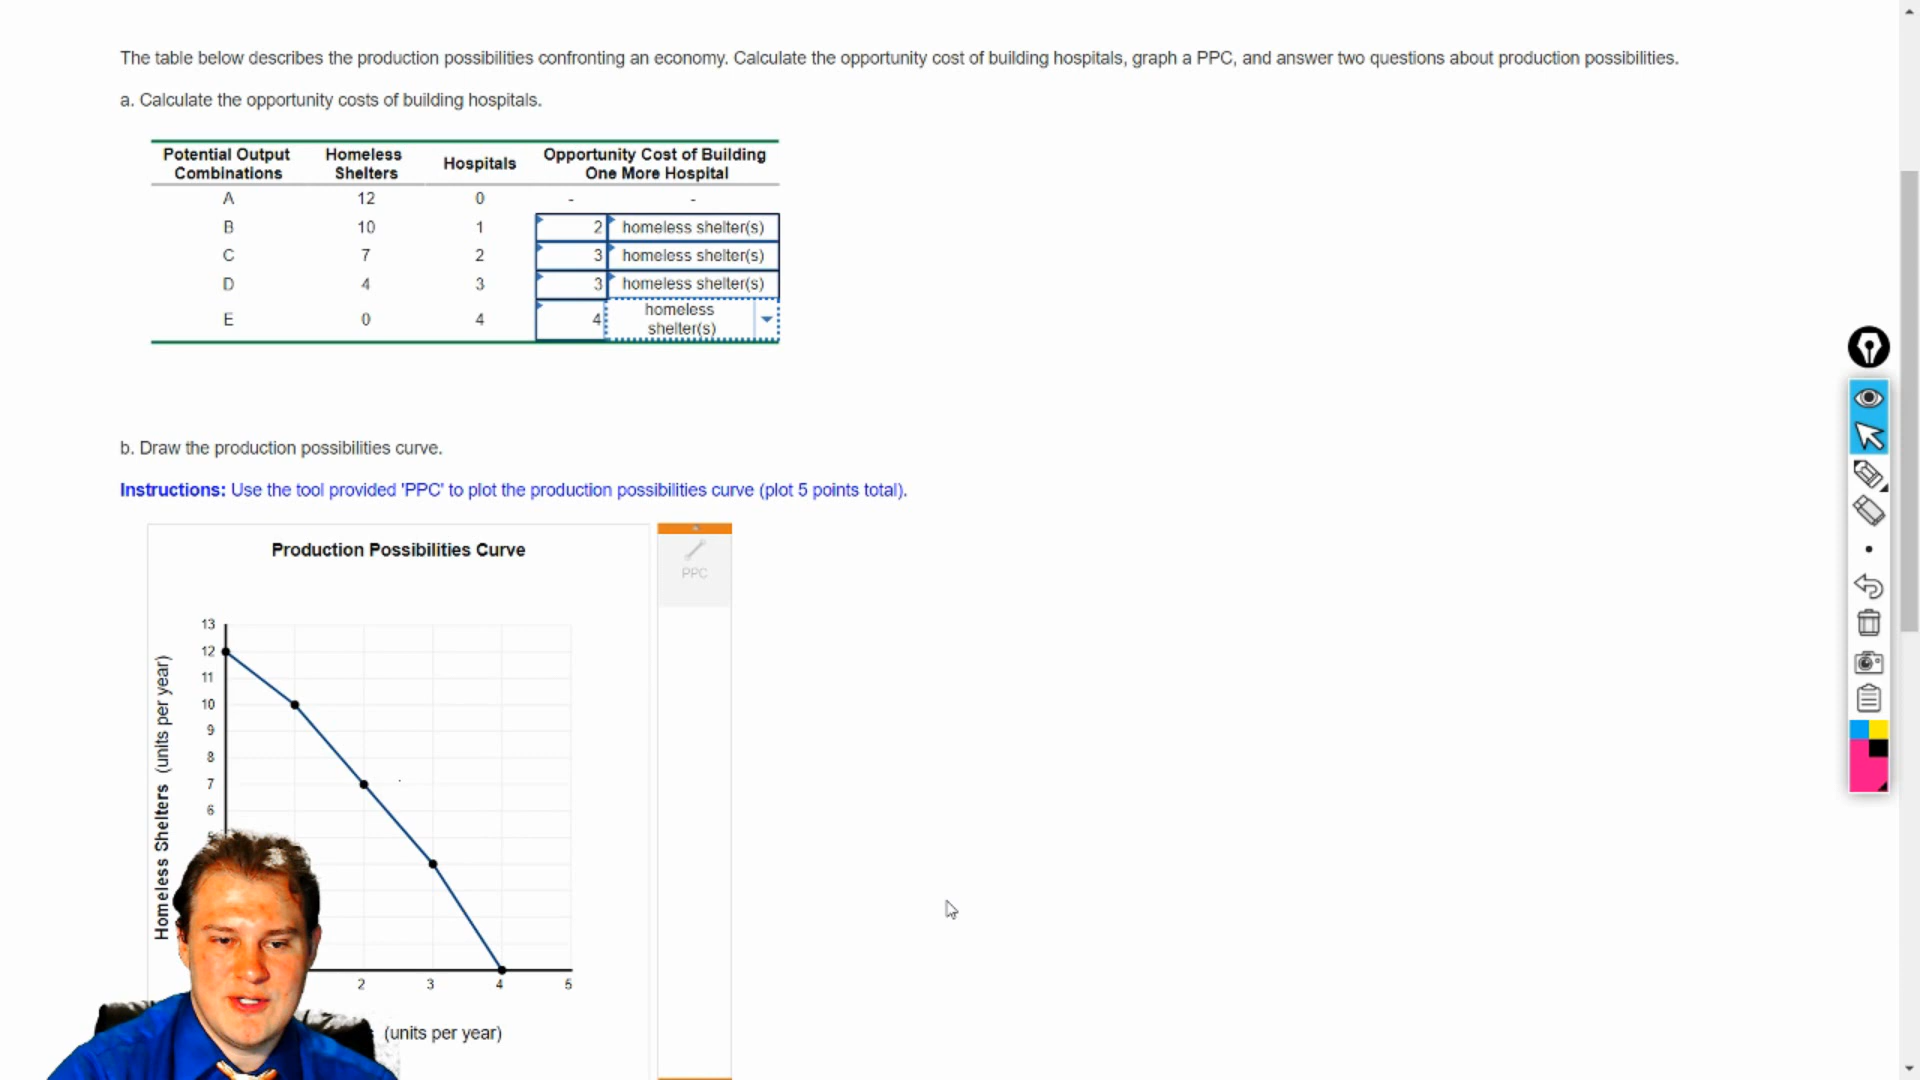 The table below describes the production possibilities confronting an economy. Calculate the opportunity cost of building hospitals, graph a PPC, and answer two questions about production possibilities.
a. Calculate the opportunity costs of building hospitals.
Potential Output Combinations Homeless Shelters Hospitals Opportunity Cost of Building One More Hospital
A 12 0 - -
B 10 1 2 homeless shelter(s)
C 7 2 3 homeless shelter(s)
D 4 3 3 homeless shelter(s)
E 0 4 4 homeless shelter(s)
b. Draw the production possibilities curve.
Instructions: Use the tool provided 'PPC' to plot the production possibilities curve (plot 5 points total).
Production Possibilities Curve
PPC
Homeless Shelters (units per year)
13
12
11
10
9
8
7
6
2 3 4 5
(units per year)